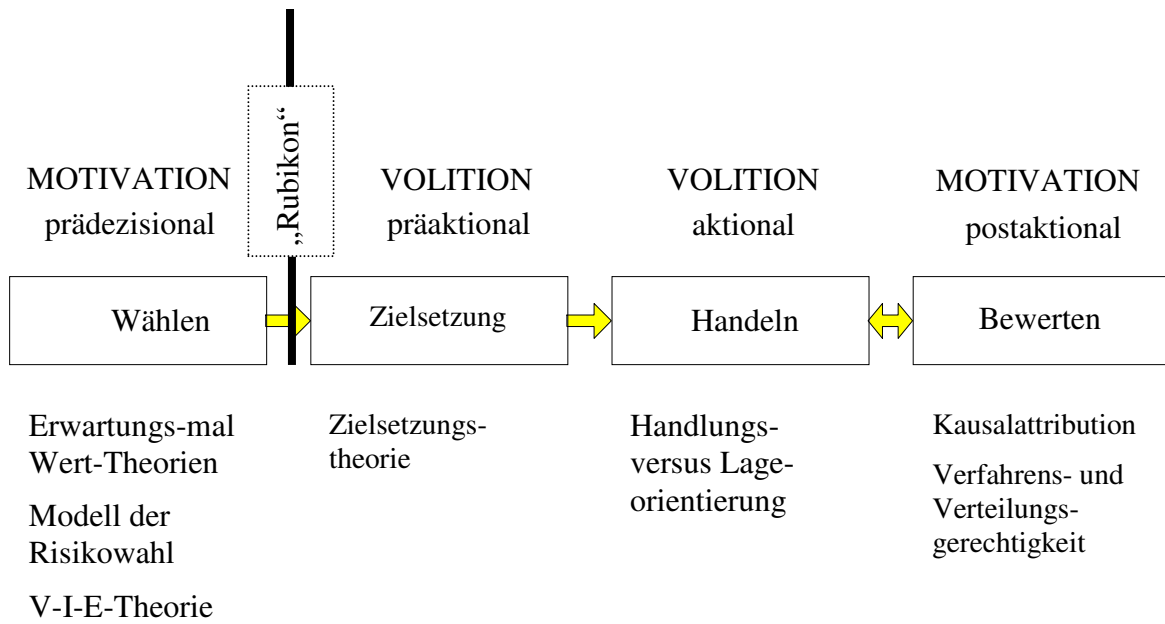 „Rubikon“
MOTIVATION
prädezisional
VOLITION
präaktional
VOLITION
aktional
MOTIVATION
postaktional
Wählen
Zielsetzung
Handeln
Bewerten
Erwartungs-mal
Wert-Theorien
Modell der
Risikowahl
V-I-E-Theorie
Zielsetzungs-
theorie
Handlungs-
versus Lage-
orientierung
Kausalattribution
Verfahrens- und
Verteilungs-
gerechtigkeit